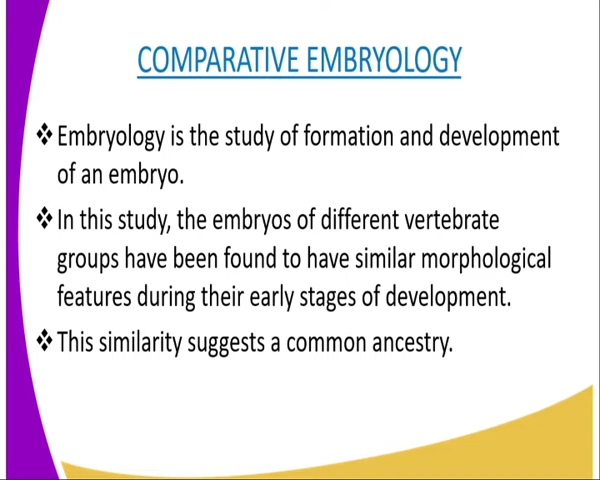 COMPARATIVE EMBRYOLOGY
❖ Embryology is the study of formation and development
of an embryo.
❖ In this study, the embryos of different vertebrate
groups have been found to have similar morphological
features during their early stages of development.
❖ This similarity suggests a common ancestry.